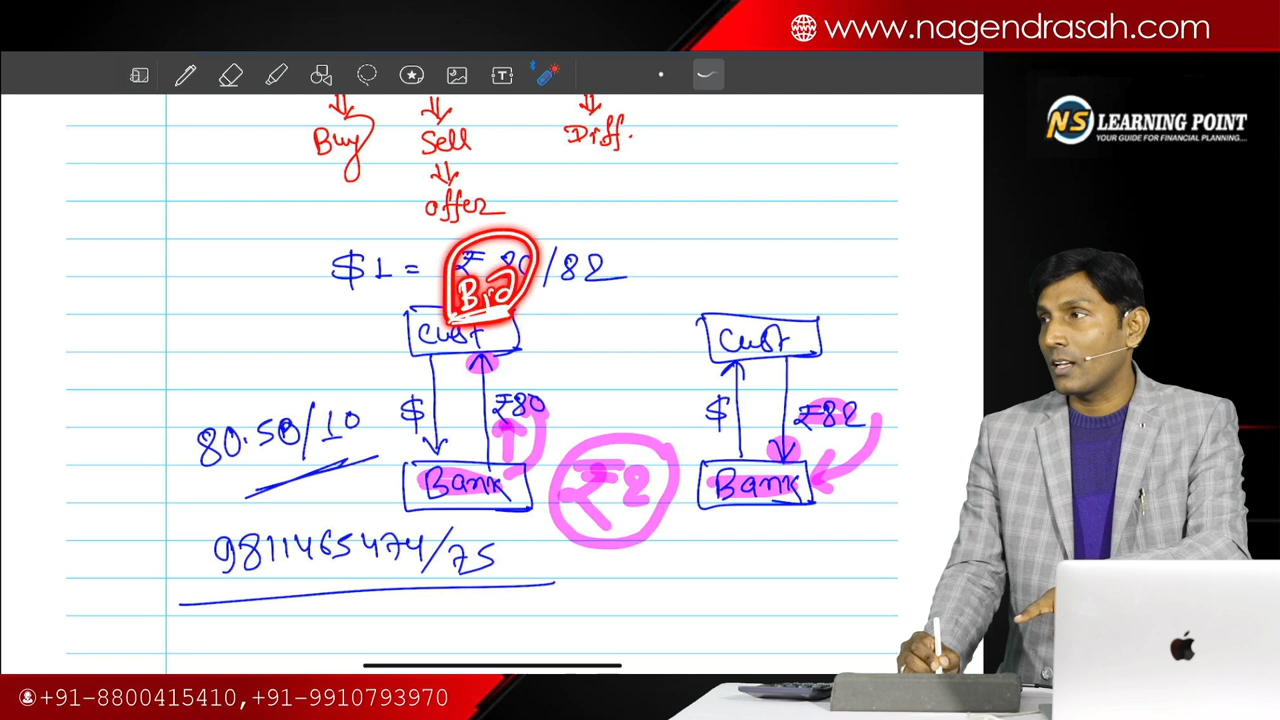 www.nagendrasah.com
NS LEARNING POINT
YOUR GUIDE FOR FINANCIAL PLANNING....
Buy Sell Diff.
offer
$1 = ₹80/82
Bid
Cust Cust
$ ₹80 $ ₹82
80.50/10
Bank ₹2 Bank
9811465474/75
+91-8800415410,+91-9910793970